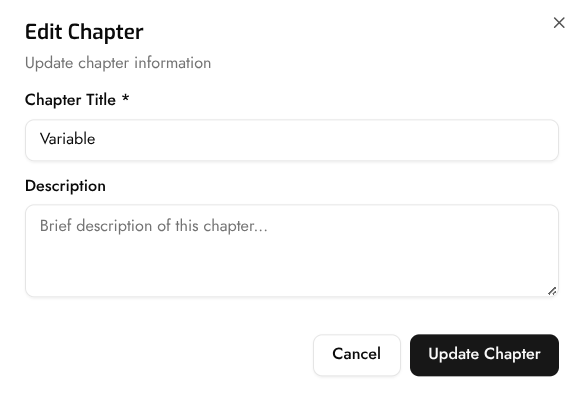 Edit Chapter
Update chapter information
Chapter Title *
Variable
Description
Brief description of this chapter...
Cancel
Update Chapter